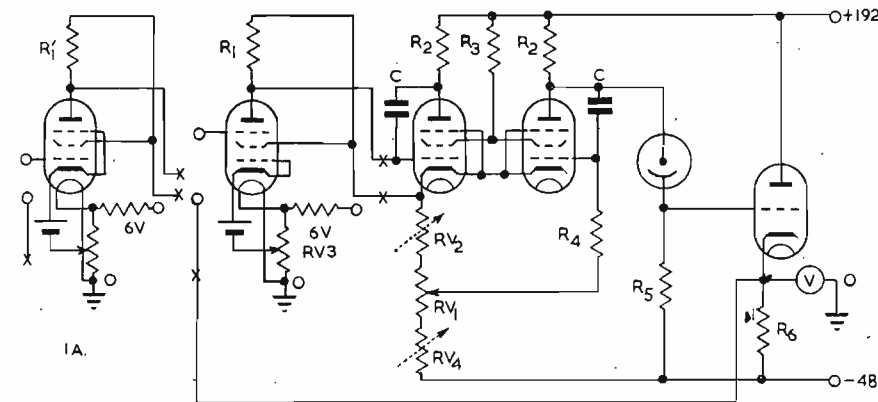 +192
R₁'
R₁
R₂
R₃
R₂
C
C
6V
6V
RV3
RV₂
R₄
RV₁
R₅
V
O
R₆
RV₄
1A.
-48